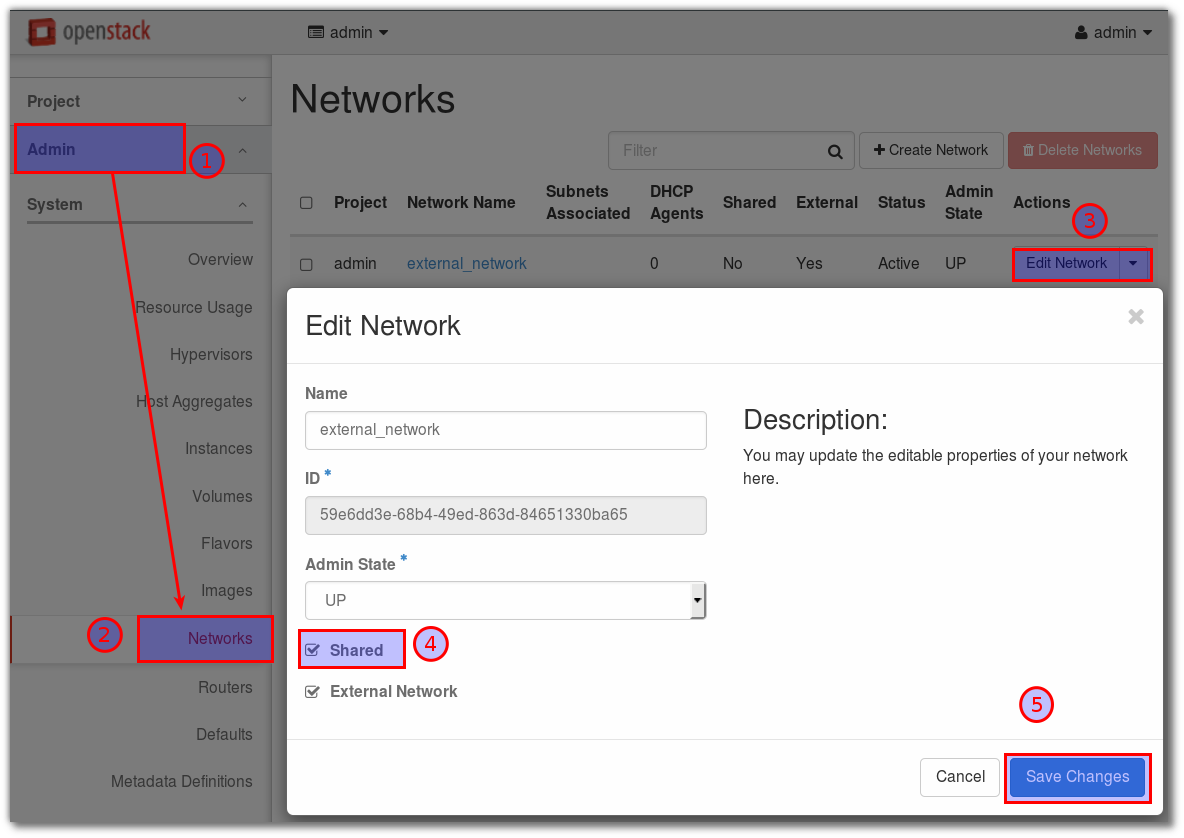 openstack
admin
admin
Project
Admin
1
System
Overview
Resource Usage
Hypervisors
Host Aggregates
Instances
Volumes
Flavors
Images
2
Networks
Routers
Defaults
Metadata Definitions
Networks
Filter
Create Network
Delete Networks
Project Network Name Subnets Associated DHCP Agents Shared External Status Admin State Actions
3
admin external_network 0 No Yes Active UP Edit Network
Edit Network
Name
external_network
ID *
59e6dd3e-68b4-49ed-863d-84651330ba65
Admin State *
UP
Shared
4
External Network
Description:
You may update the editable properties of your network
here.
5
Cancel
Save Changes